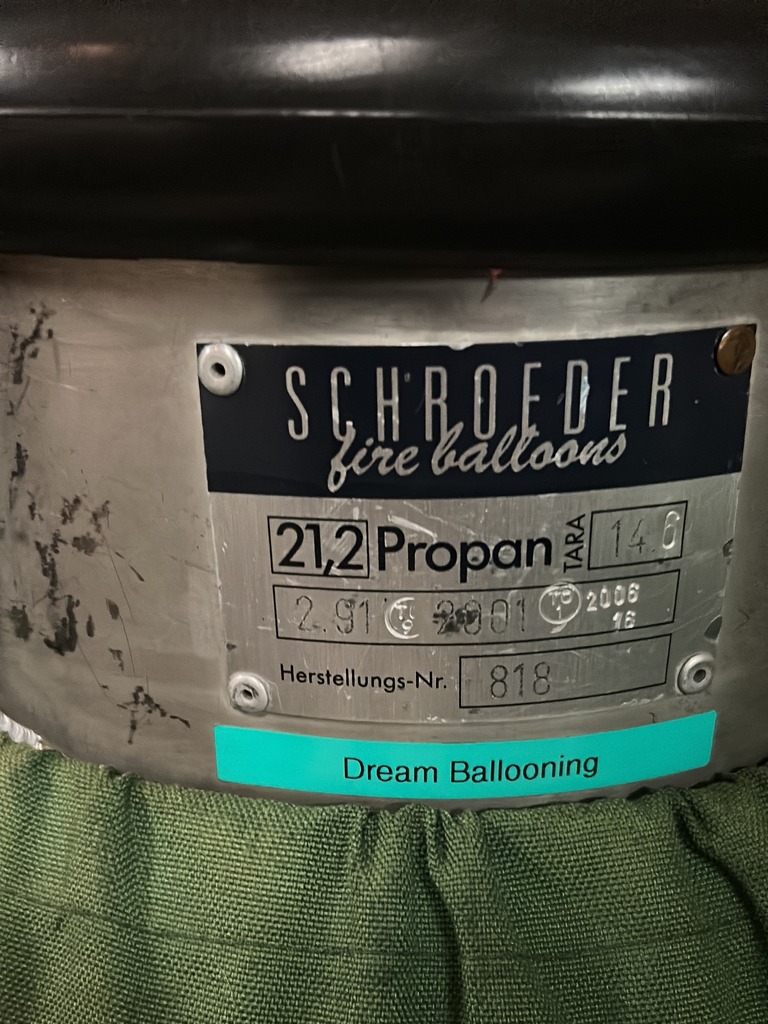 SCHROEDER
fire balloons
21,2 Propan TARA 14.6
2.91 2001 2006
16
Herstellungs-Nr. 818
Dream Ballooning